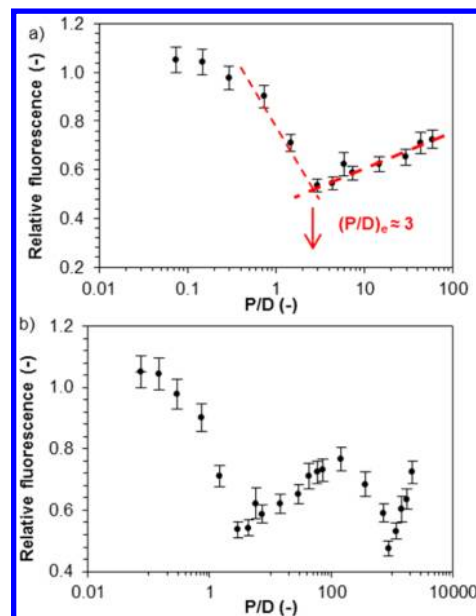 a)
1.2
1.0
0.8
0.6
0.4
0.2
Relative fluorescence (-)
(P/D)e ≈ 3
0.01 0.1 1 10 100
P/D (-)
b)
1.2
1.0
0.8
0.6
0.4
Relative fluorescence (-)
0.01 1 100 10000
P/D (-)